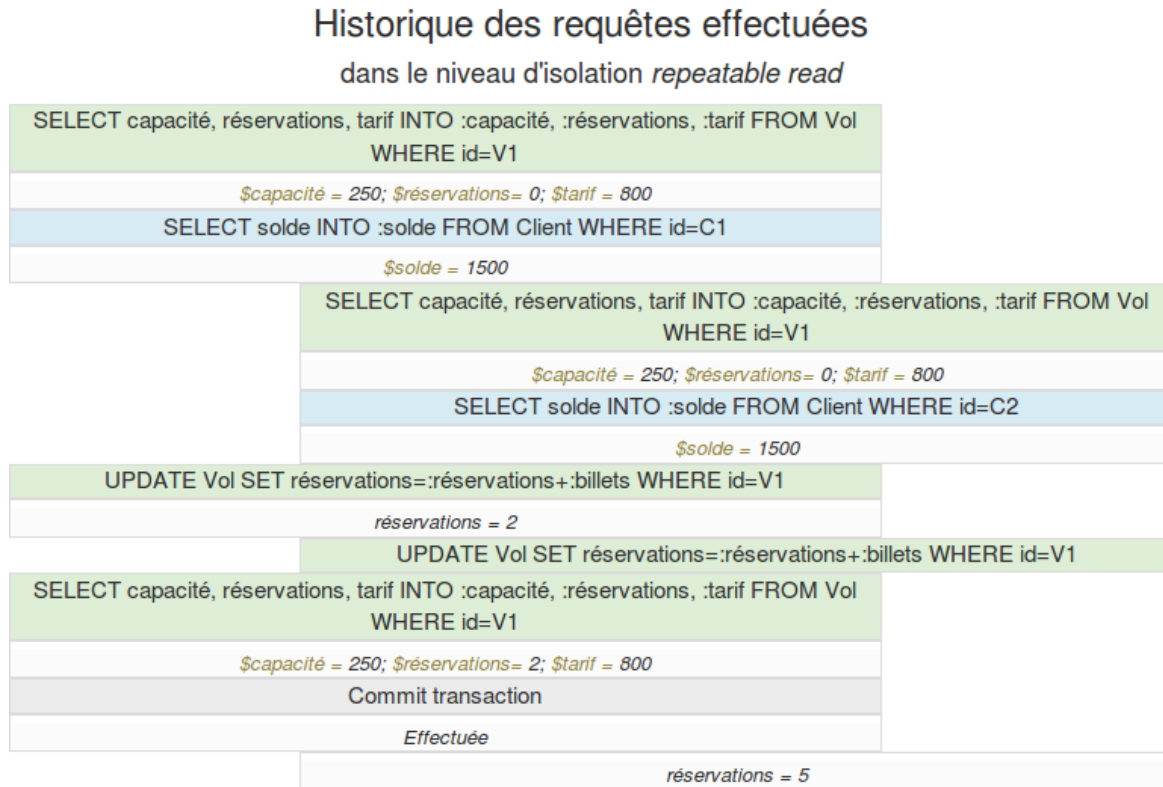 Historique des requêtes effectuées
dans le niveau d'isolation repeatable read
SELECT capacité, réservations, tarif INTO :capacité, :réservations, :tarif FROM Vol
WHERE id=V1
$capacité = 250; $réservations= 0; $tarif = 800
SELECT solde INTO :solde FROM Client WHERE id=C1
$solde = 1500
SELECT capacité, réservations, tarif INTO :capacité, :réservations, :tarif FROM Vol
WHERE id=V1
$capacité = 250; $réservations= 0; $tarif = 800
SELECT solde INTO :solde FROM Client WHERE id=C2
$solde = 1500
UPDATE Vol SET réservations=:réservations+:billets WHERE id=V1
réservations = 2
UPDATE Vol SET réservations=:réservations+:billets WHERE id=V1
SELECT capacité, réservations, tarif INTO :capacité, :réservations, :tarif FROM Vol
WHERE id=V1
$capacité = 250; $réservations= 2; $tarif = 800
Commit transaction
Effectuée
réservations = 5